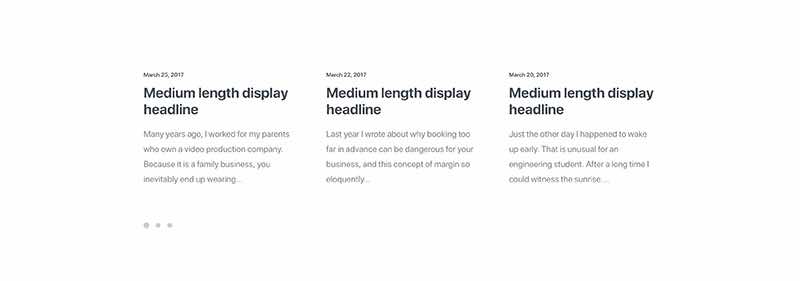 March 25, 2017
Medium length display
headline
Many years ago, I worked for my parents
who own a video production company.
Because it is a family business, you
inevitably end up wearing...
March 22, 2017
Medium length display
headline
Last year I wrote about why booking too
far in advance can be dangerous for your
business, and this concept of margin so
eloquently...
March 20, 2017
Medium length display
headline
Just the other day I happened to wake
up early. That is unusual for an
engineering student. After a long time I
could witness the sunrise. ...